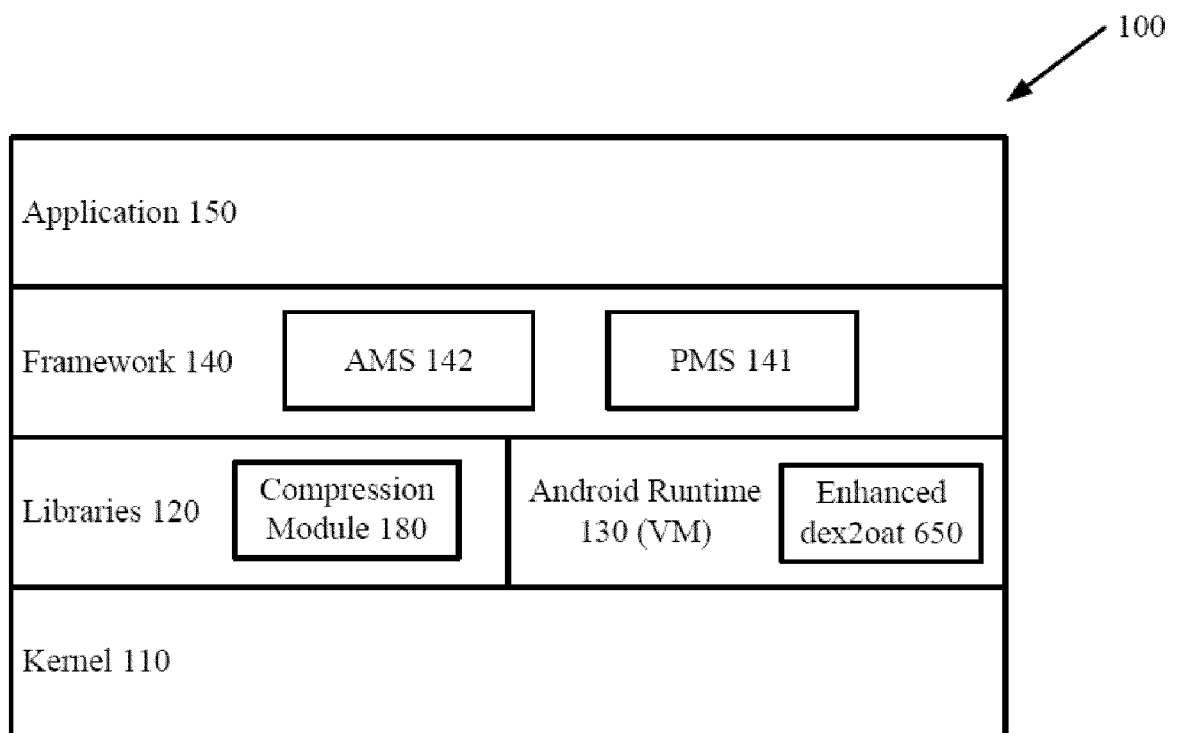 100
Application 150
Framework 140
AMS 142
PMS 141
Libraries 120
Compression
Module 180
Android Runtime
130 (VM)
Enhanced
dex2oat 650
Kernel 110